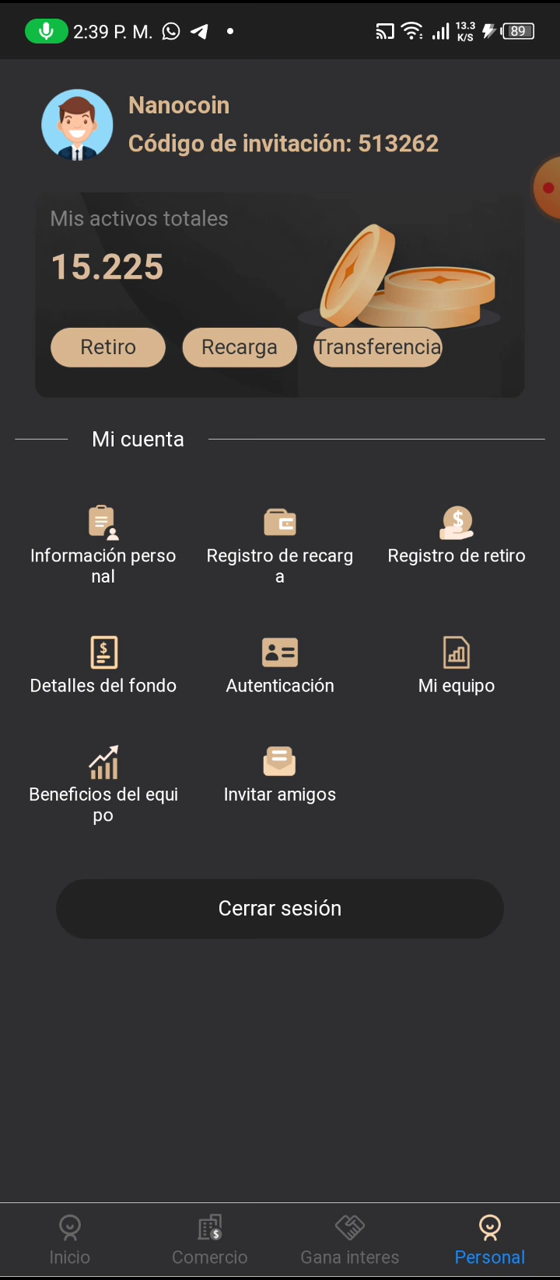 2:39 P. M.
13.3
K/S
89
Nanocoin
Código de invitación: 513262
Mis activos totales
15.225
Retiro Recarga Transferencia
Mi cuenta
Información perso
nal
Registro de recarg
a
Registro de retiro
Detalles del fondo
Autenticación
Mi equipo
Beneficios del equi
po
Invitar amigos
Cerrar sesión
Inicio Comercio Gana interes Personal